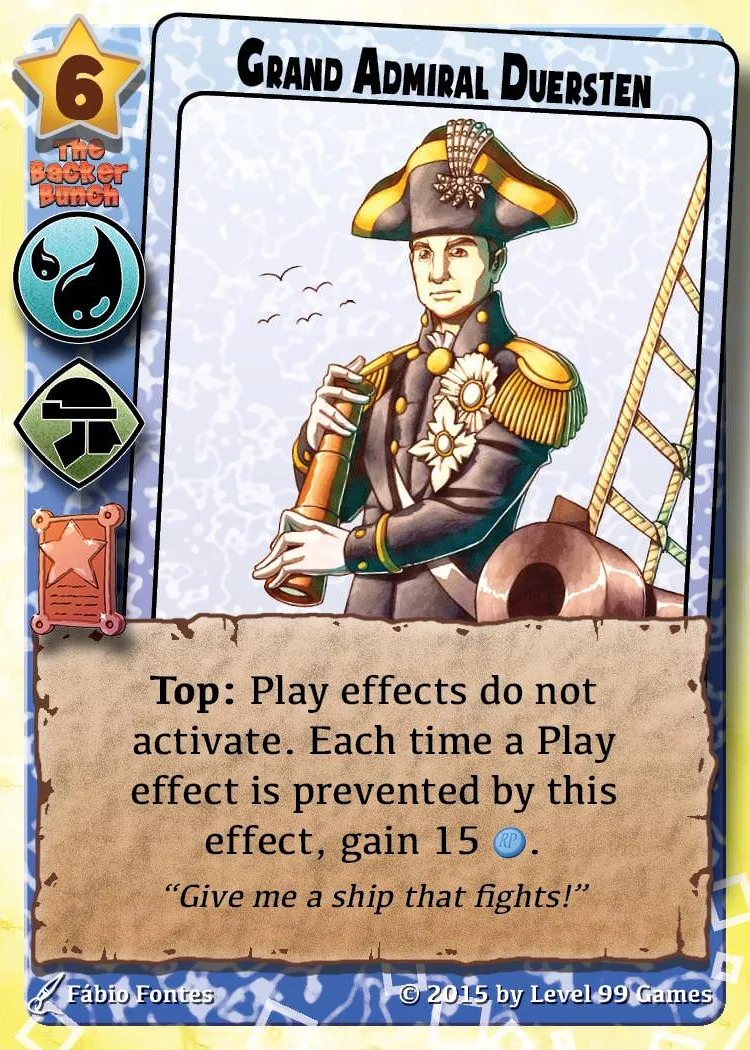 GRAND ADMIRAL DUERSTEN
6
The
Backer
Bunch
Top: Play effects do not
activate. Each time a Play
effect is prevented by this
effect, gain 15 RP.
“Give me a ship that fights!”
Fábio Fontes
© 2015 by Level 99 Games